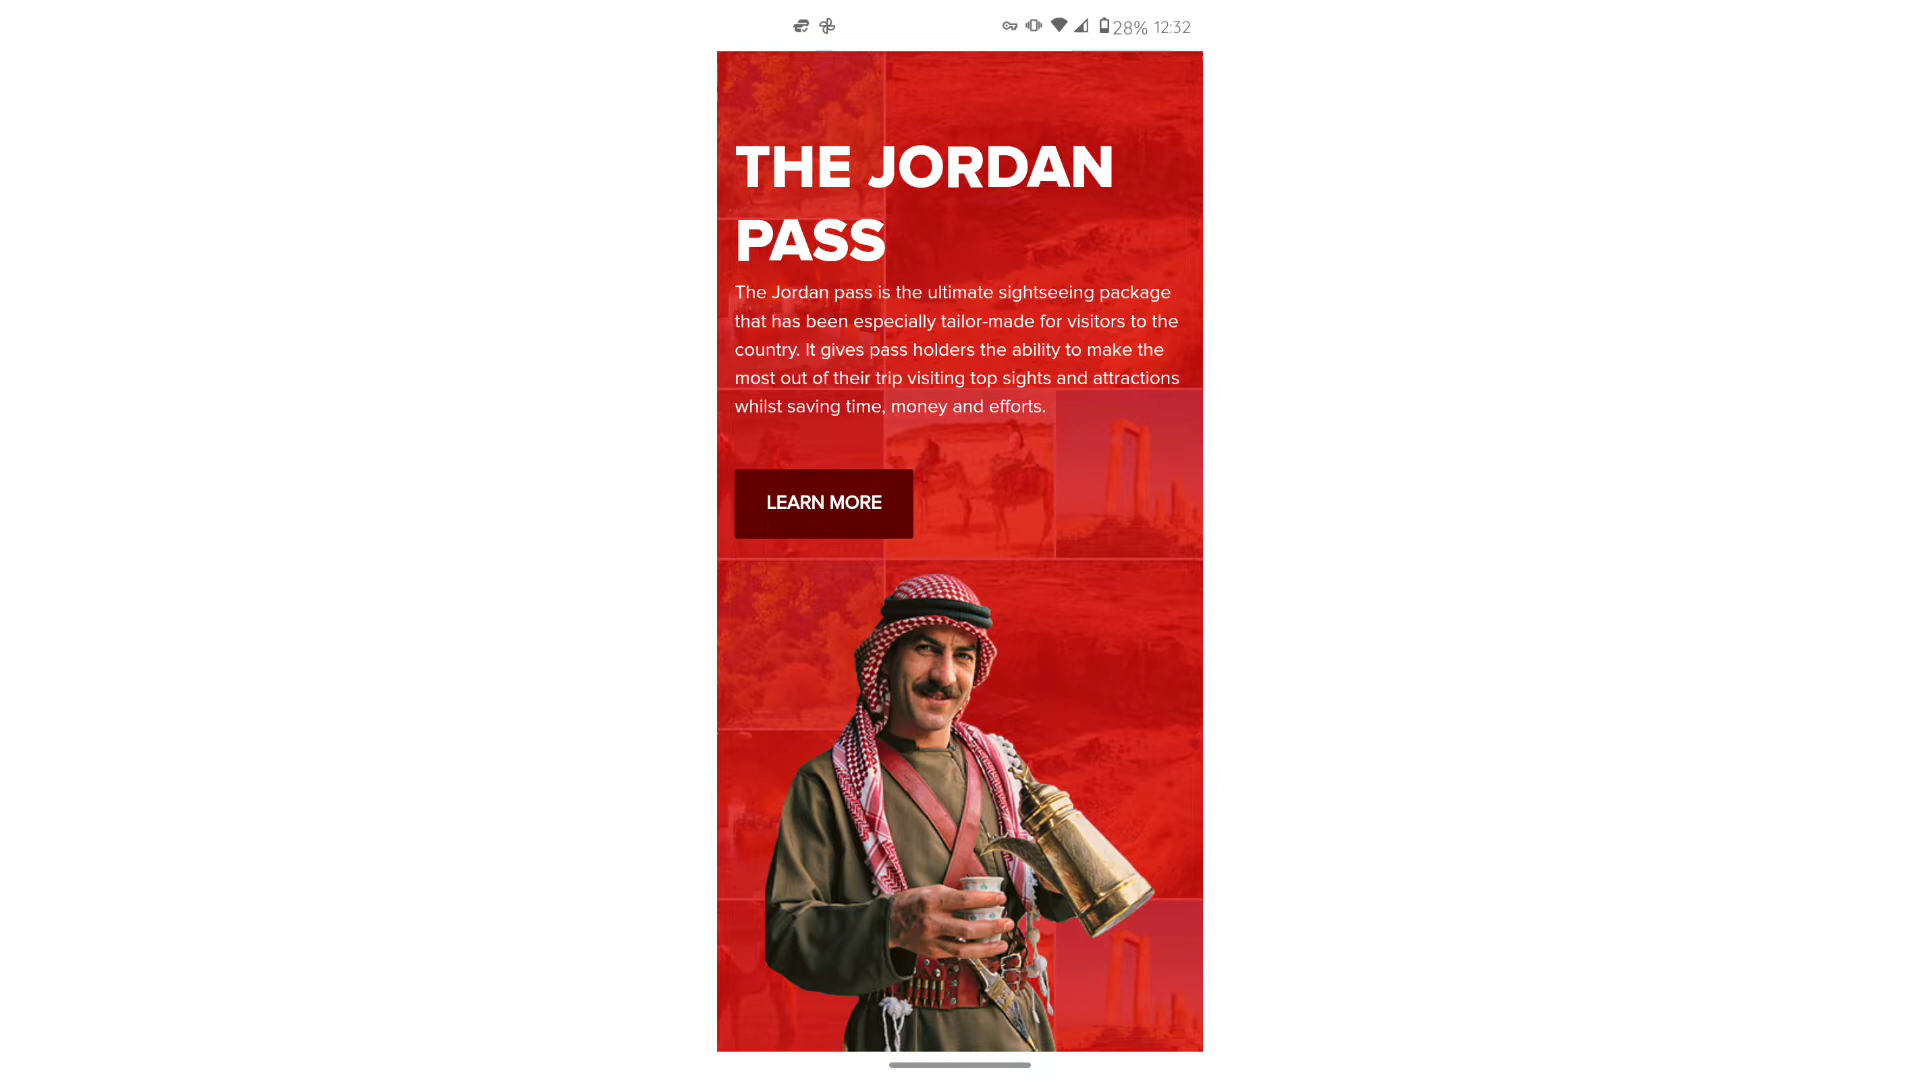 28% 12:32
THE JORDAN
PASS
The Jordan pass is the ultimate sightseeing package
that has been especially tailor-made for visitors to the
country. It gives pass holders the ability to make the
most out of their trip visiting top sights and attractions
whilst saving time, money and efforts.
LEARN MORE